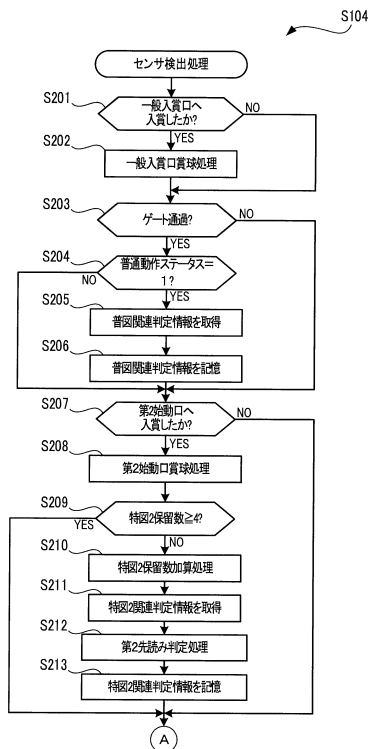 S104
センサ検出処理
S201
一般入賞口へ
入賞したか?
NO
YES
S202
一般入賞口賞球処理
S203
ゲート通過?
NO
YES
S204
普通動作ステータス=
1?
NO
YES
S205
普図関連判定情報を取得
S206
普図関連判定情報を記憶
S207
第2始動口へ
入賞したか?
NO
YES
S208
第2始動口賞球処理
S209
特図2保留数≧4?
YES
NO
S210
特図2保留数加算処理
S211
特図2関連判定情報を取得
S212
第2先読み判定処理
S213
特図2関連判定情報を記憶
A